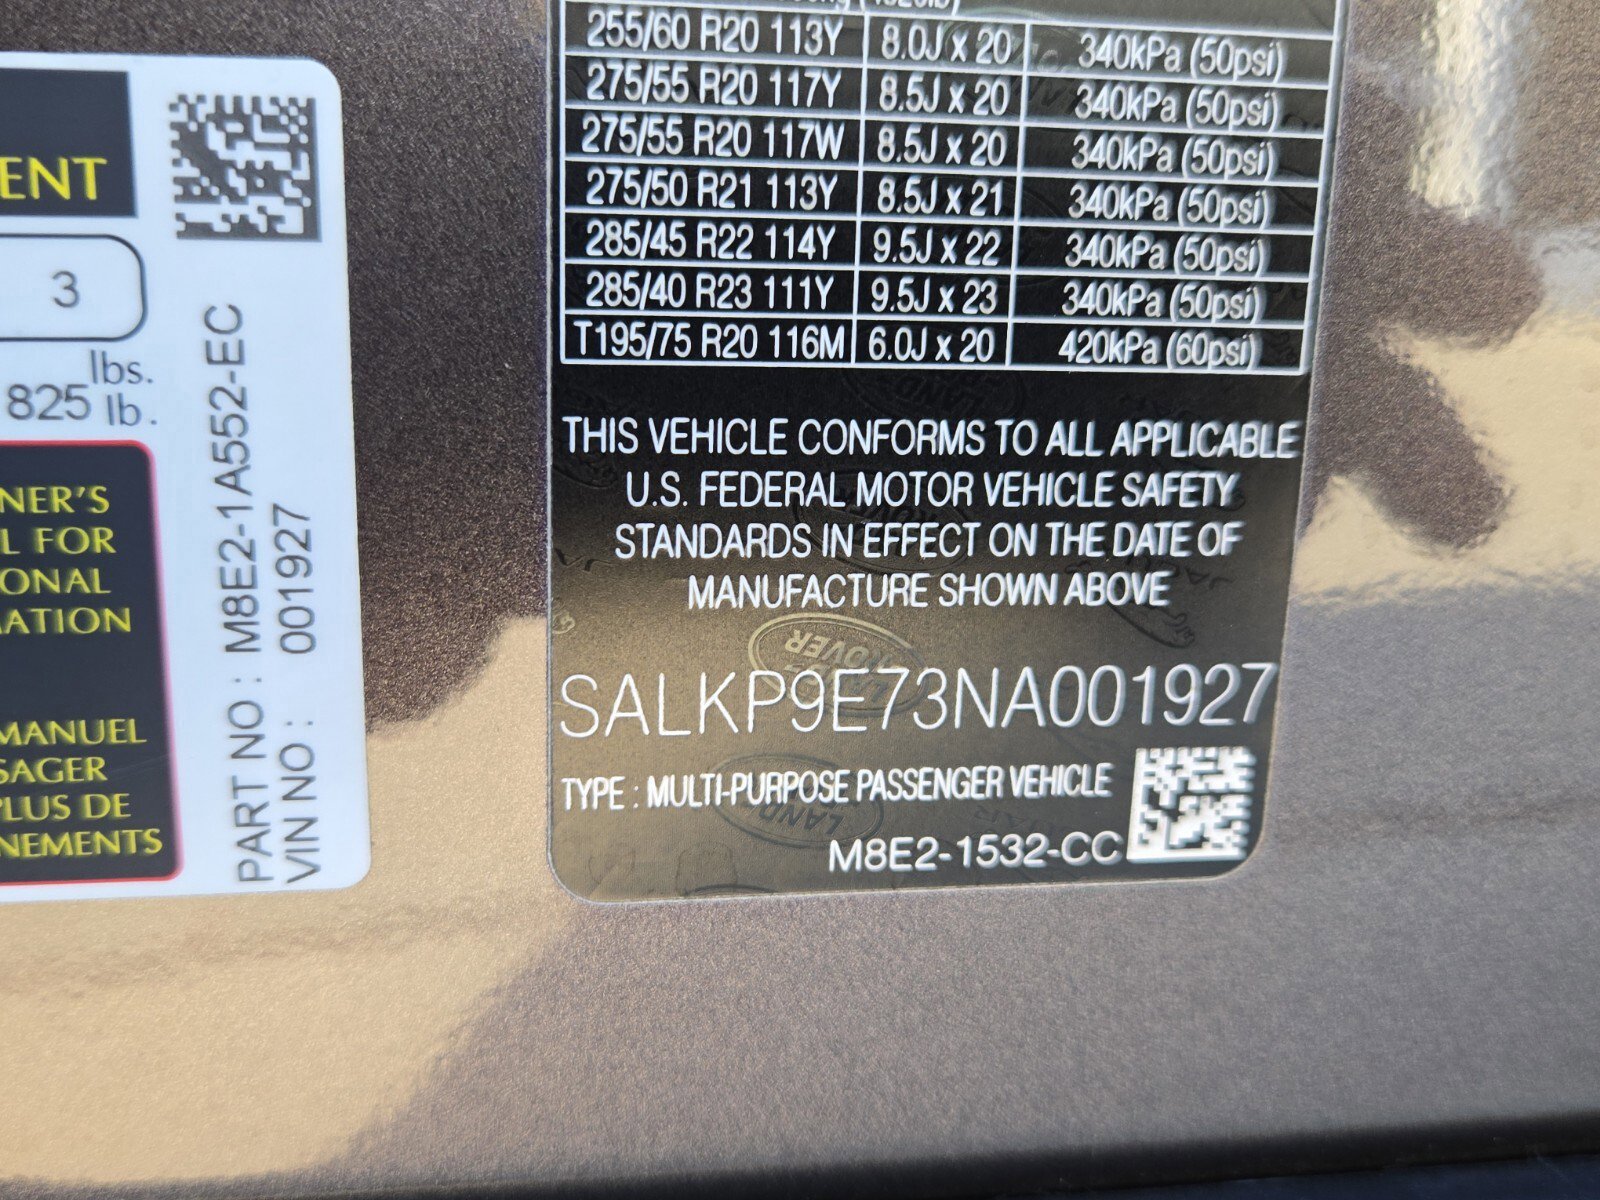 ENT
3
lbs.
825 lb.
NER'S
L FOR
ONAL
MATION
MANUEL
SAGER
PLUS DE
NEMENTS
PART NO : M8E2-1A552-EC
VIN NO : 001927
255/60 R20 113Y 8.0J x 20 340kPa (50psi)
275/55 R20 117Y 8.5J x 20 340kPa (50psi)
275/55 R20 117W 8.5J x 20 340kPa (50psi)
275/50 R21 113Y 8.5J x 21 340kPa (50psi)
285/45 R22 114Y 9.5J x 22 340kPa (50psi)
285/40 R23 111Y 9.5J x 23 340kPa (50psi)
T195/75 R20 116M 6.0J x 20 420kPa (60psi)
THIS VEHICLE CONFORMS TO ALL APPLICABLE
U.S. FEDERAL MOTOR VEHICLE SAFETY
STANDARDS IN EFFECT ON THE DATE OF
MANUFACTURE SHOWN ABOVE
SALKP9E73NA001927
TYPE : MULTI-PURPOSE PASSENGER VEHICLE
M8E2-1532-CC